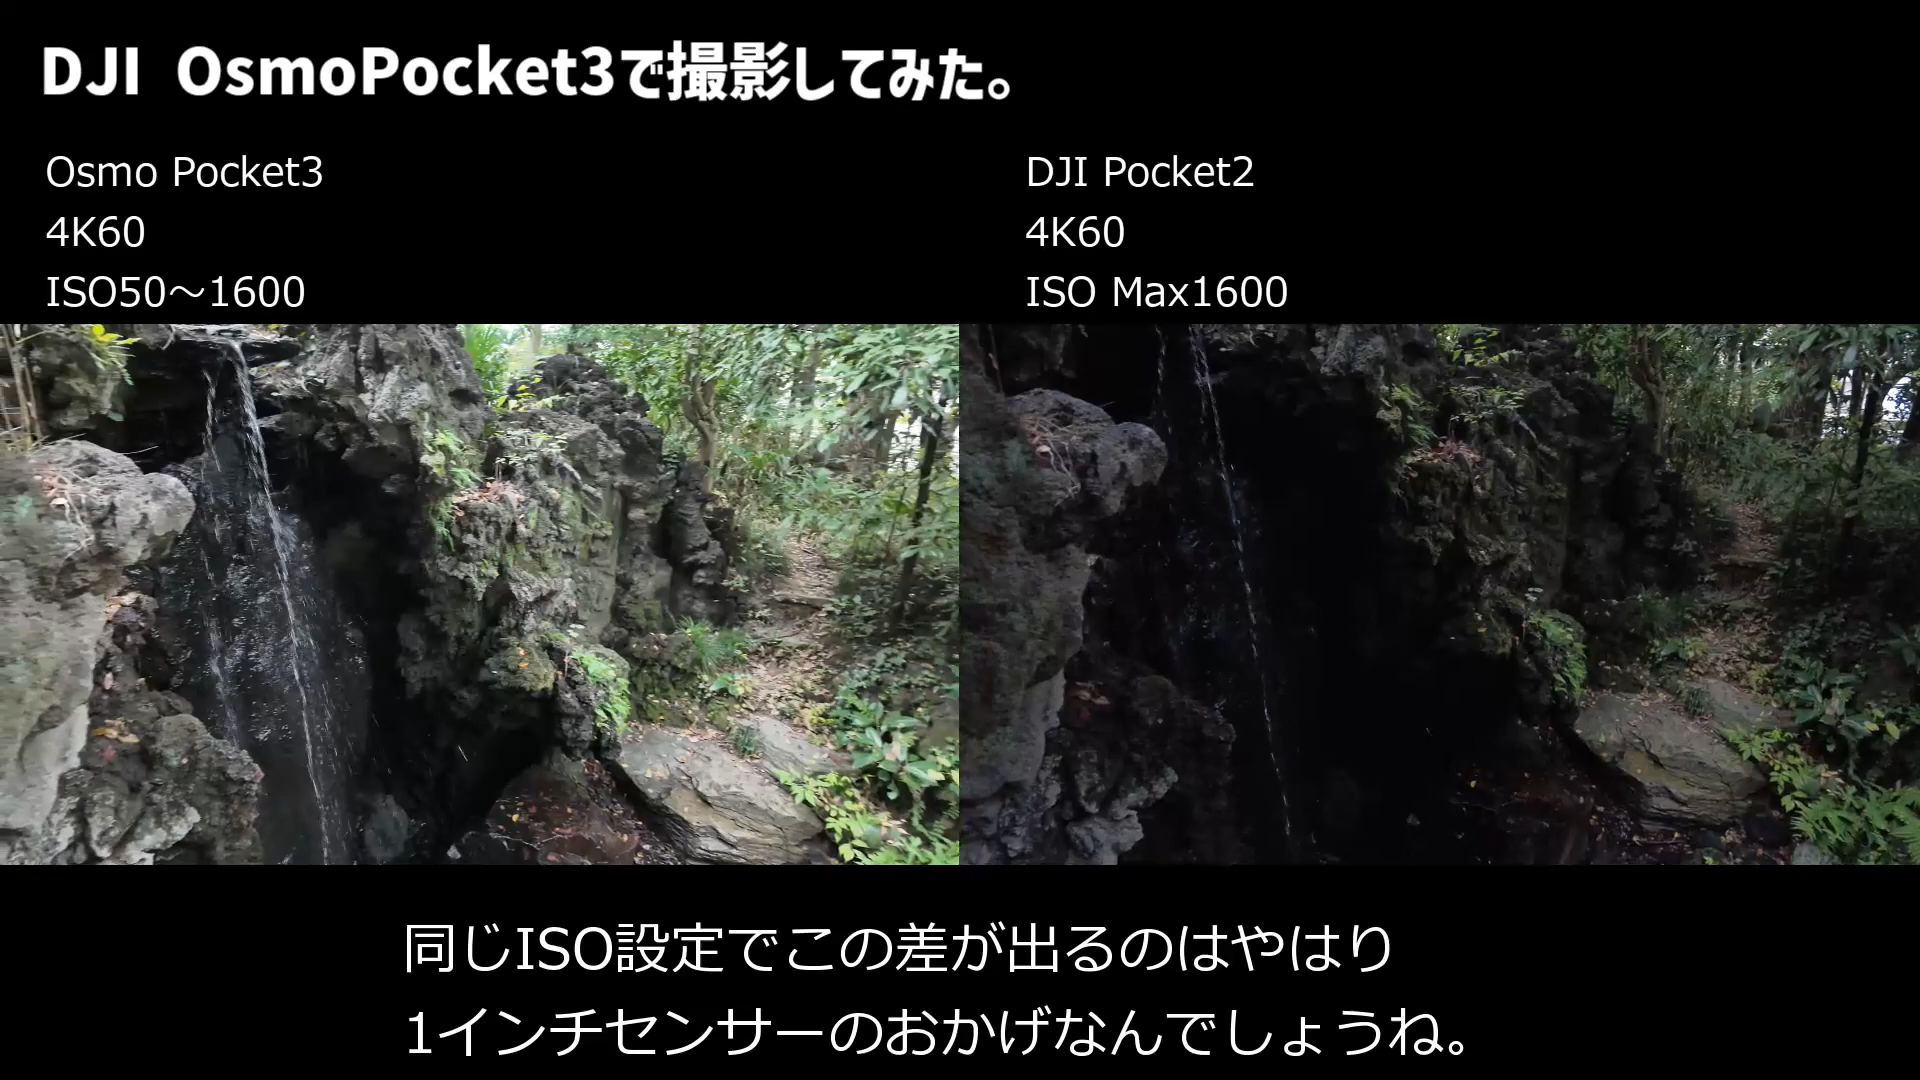 DJI OsmoPocket3で撮影してみた。
Osmo Pocket3
4K60
ISO50～1600
DJI Pocket2
4K60
ISO Max1600
同じISO設定でこの差が出るのはやはり
1インチセンサーのおかげなんでしょうね。